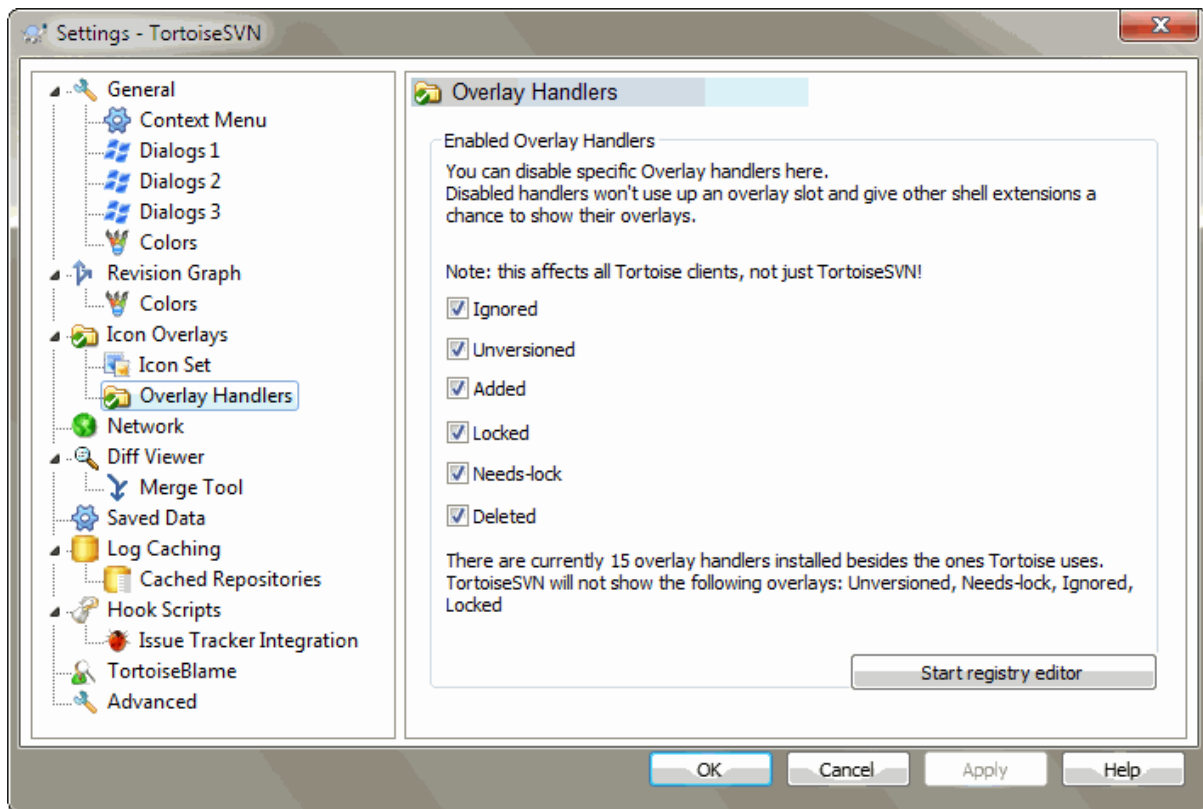 Settings - TortoiseSVN
General
Context Menu
Dialogs 1
Dialogs 2
Dialogs 3
Colors
Revision Graph
Colors
Icon Overlays
Icon Set
Overlay Handlers
Network
Diff Viewer
Merge Tool
Saved Data
Log Caching
Cached Repositories
Hook Scripts
Issue Tracker Integration
TortoiseBlame
Advanced
Overlay Handlers
Enabled Overlay Handlers
You can disable specific Overlay handlers here.
Disabled handlers won't use up an overlay slot and give other shell extensions a
chance to show their overlays.
Note: this affects all Tortoise clients, not just TortoiseSVN!
Ignored
Unversioned
Added
Locked
Needs-lock
Deleted
There are currently 15 overlay handlers installed besides the ones Tortoise uses.
TortoiseSVN will not show the following overlays: Unversioned, Needs-lock, Ignored,
Locked
Start registry editor
OK
Cancel
Apply
Help